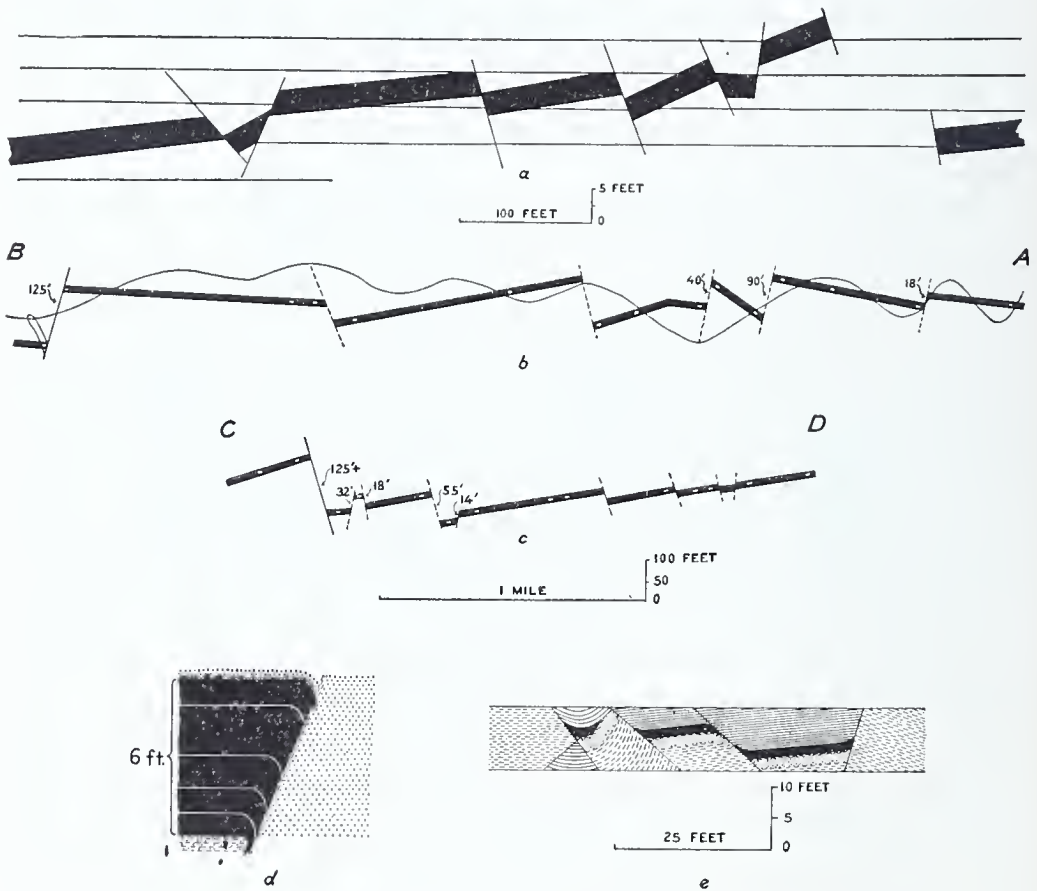 a
5 FEET
100 FEET
0
B
A
125'
40'
90'
18'
b
C
D
125'+
32'
18'
55'
14'
c
100 FEET
50
1 MILE
0
6 ft.
10 FEET
5
25 FEET
0
d
e